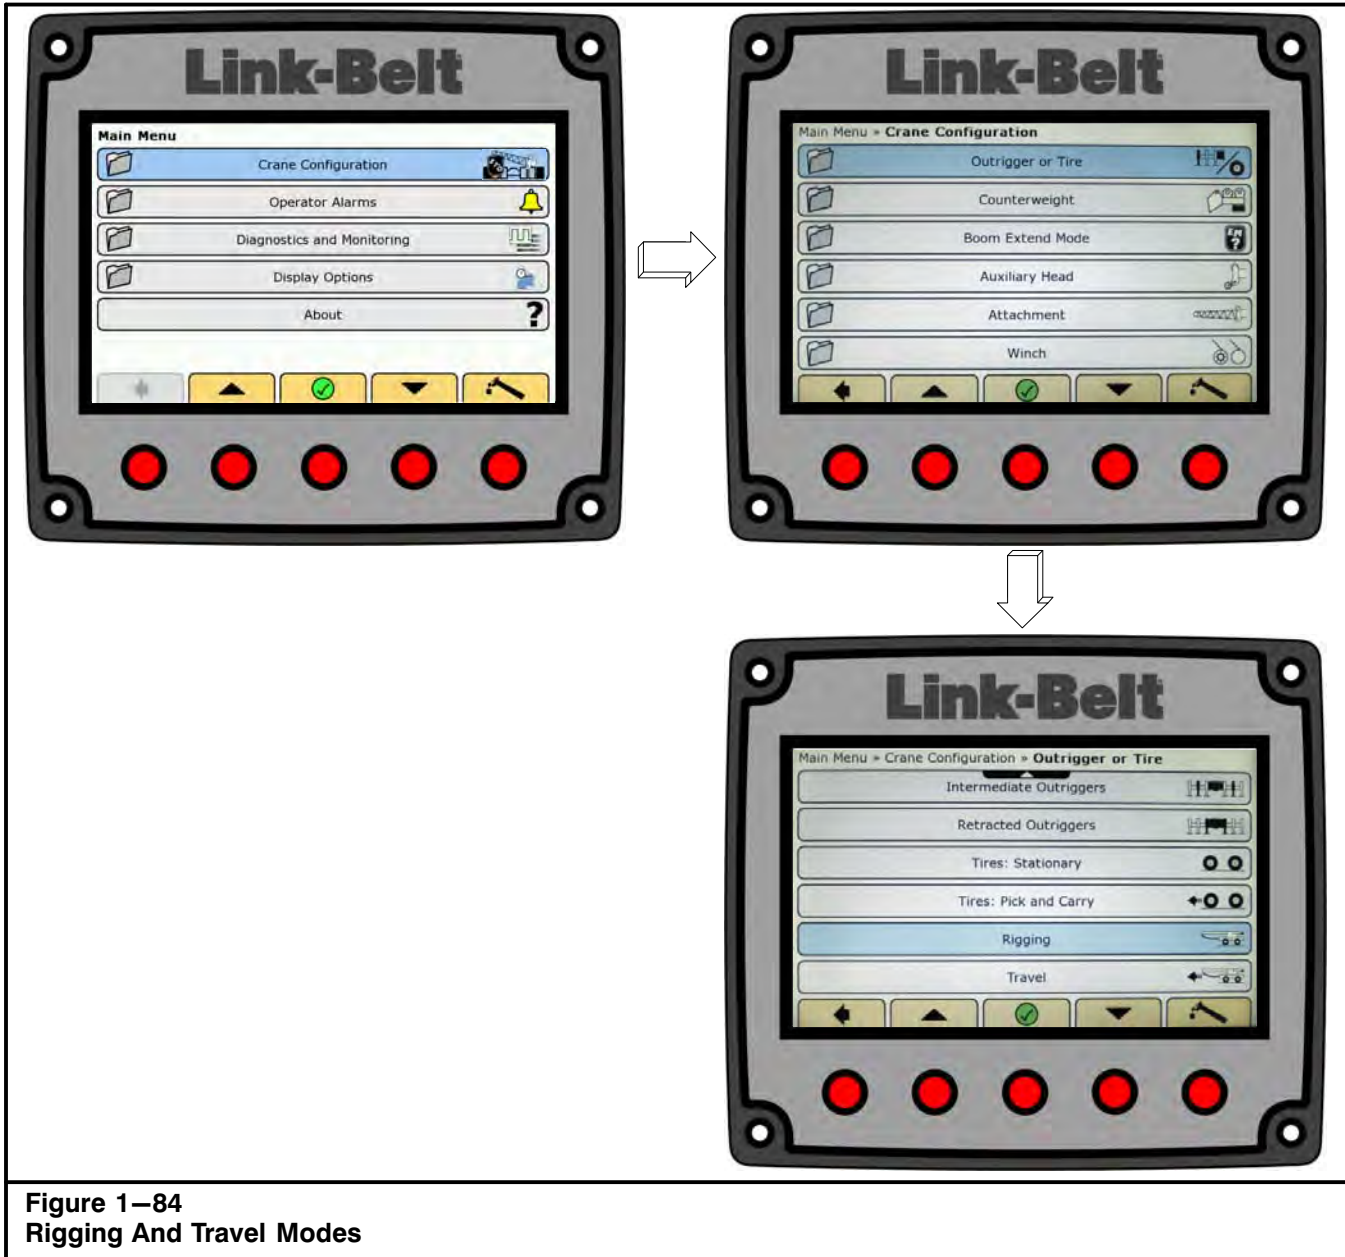 Link-Belt
Main Menu
Crane Configuration
Operator Alarms
Diagnostics and Monitoring
Display Options
About
?
Link-Belt
Main Menu » Crane Configuration
Outrigger or Tire
Counterweight
Boom Extend Mode
Auxiliary Head
Attachment
Winch
Link-Belt
Main Menu » Crane Configuration » Outrigger or Tire
Intermediate Outriggers
Retracted Outriggers
Tires: Stationary
Tires: Pick and Carry
Rigging
Travel
Figure 1—84
Rigging And Travel Modes